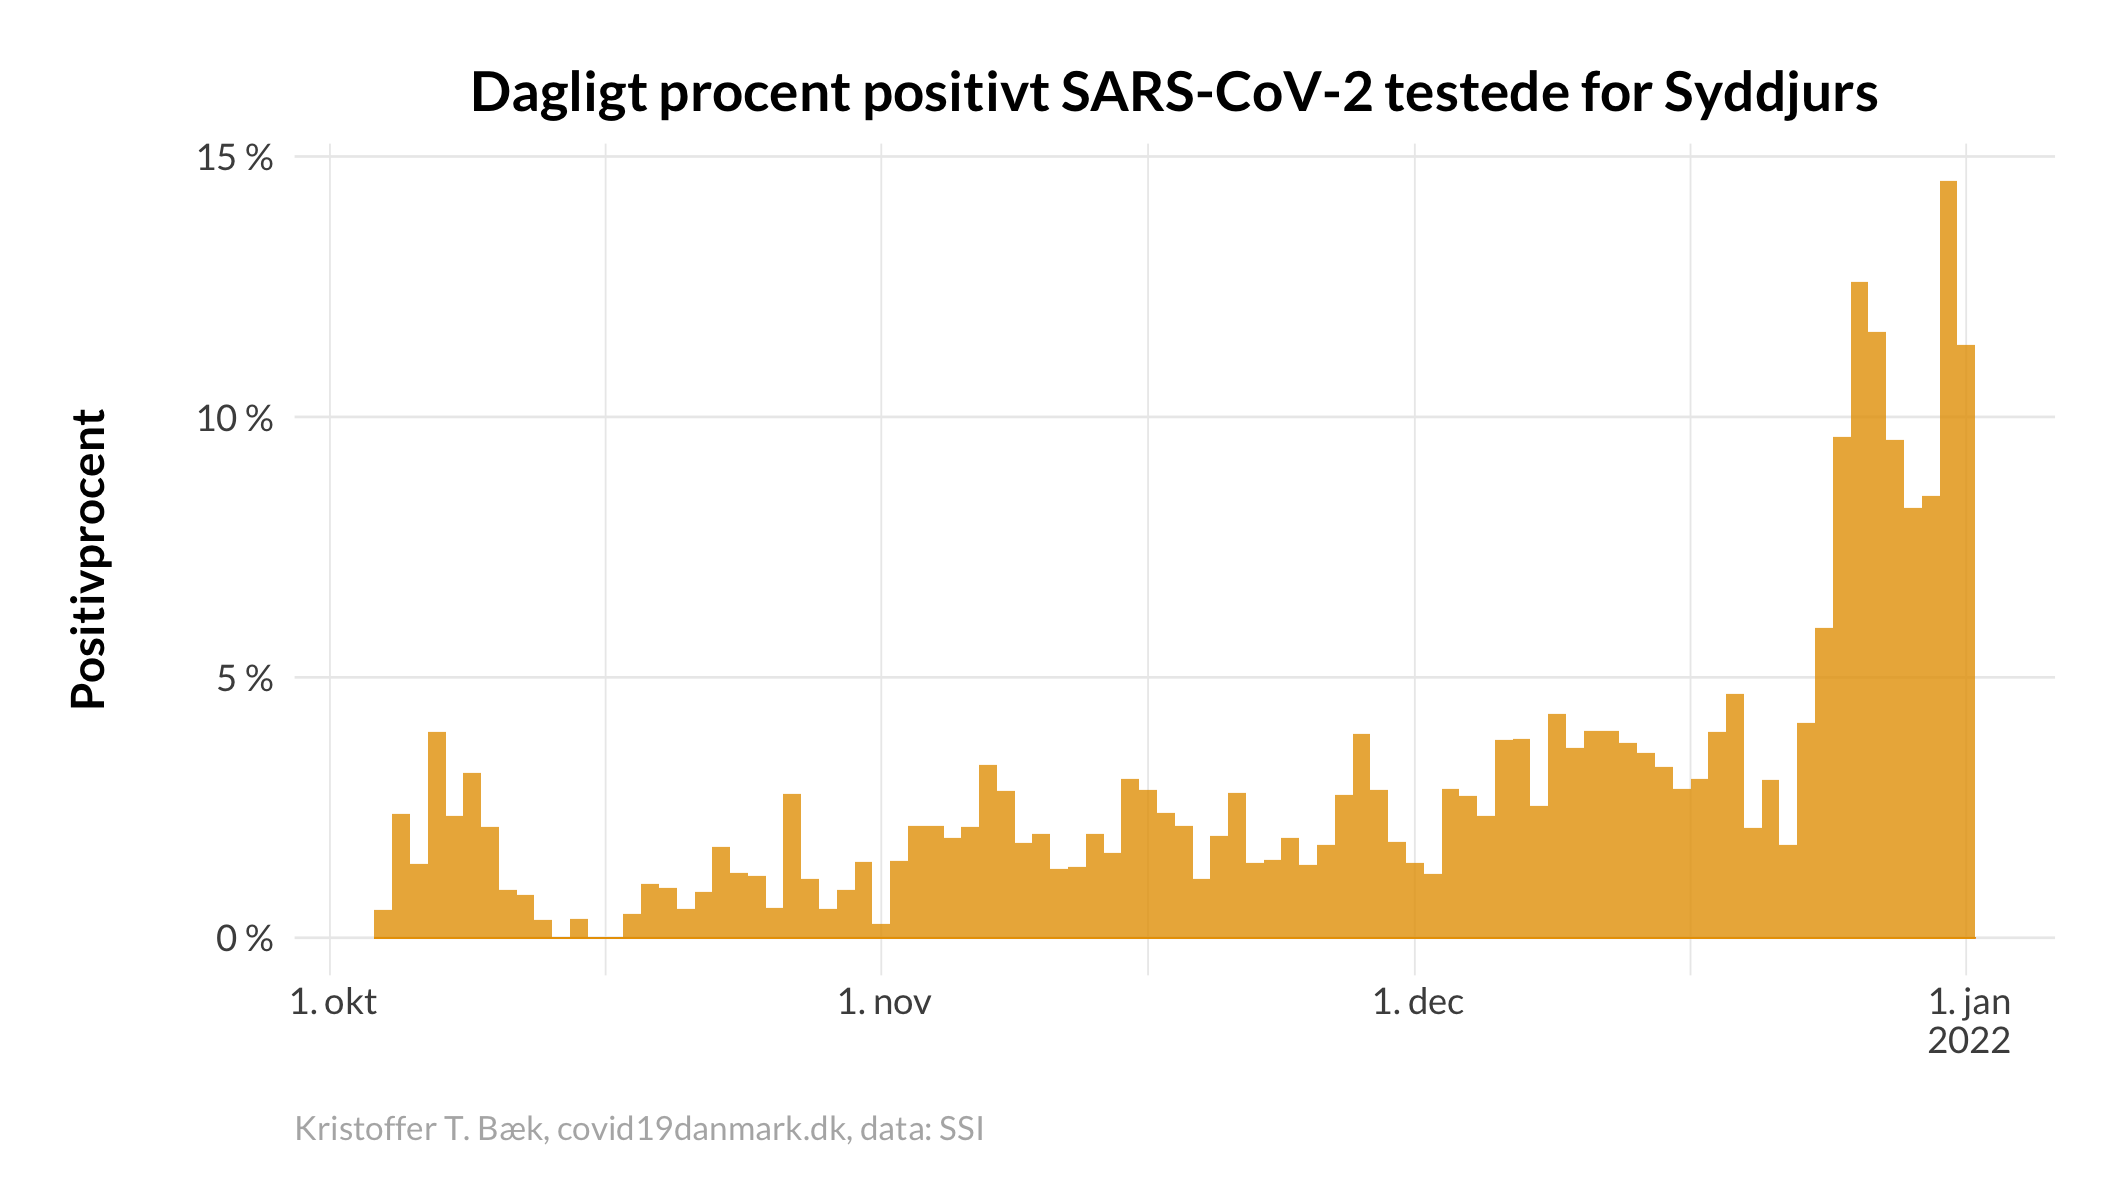 Dagligt procent positivt SARS-CoV-2 testede for Syddjurs
Positivprocent
15 %
10 %
5 %
0 %
1. okt
1. nov
1. dec
1. jan
2022
Kristoffer T. Bæk, covid19danmark.dk, data: SSI